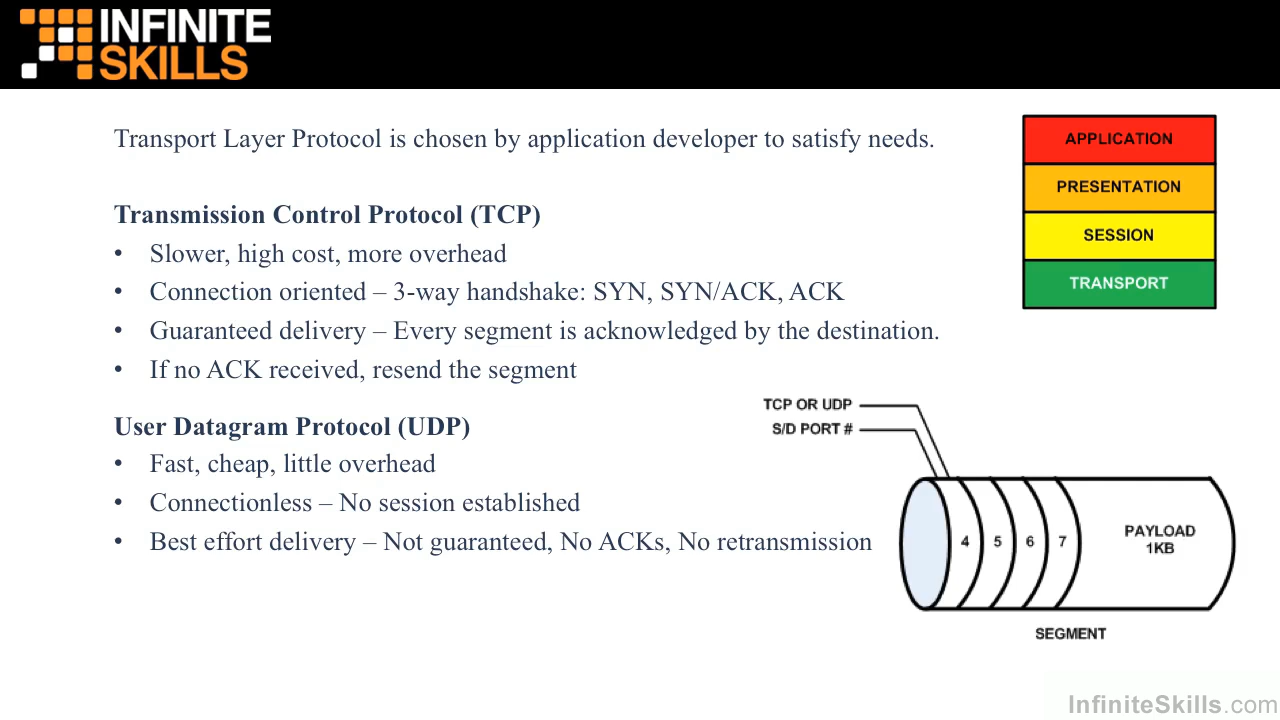 INFINITE
SKILLS
Transport Layer Protocol is chosen by application developer to satisfy needs.
Transmission Control Protocol (TCP)
• Slower, high cost, more overhead
• Connection oriented – 3-way handshake: SYN, SYN/ACK, ACK
• Guaranteed delivery – Every segment is acknowledged by the destination.
• If no ACK received, resend the segment
User Datagram Protocol (UDP)
• Fast, cheap, little overhead
• Connectionless – No session established
• Best effort delivery – Not guaranteed, No ACKs, No retransmission
APPLICATION
PRESENTATION
SESSION
TRANSPORT
TCP OR UDP
S/D PORT #
4 5 6 7
PAYLOAD
1KB
SEGMENT
InfiniteSkills.com